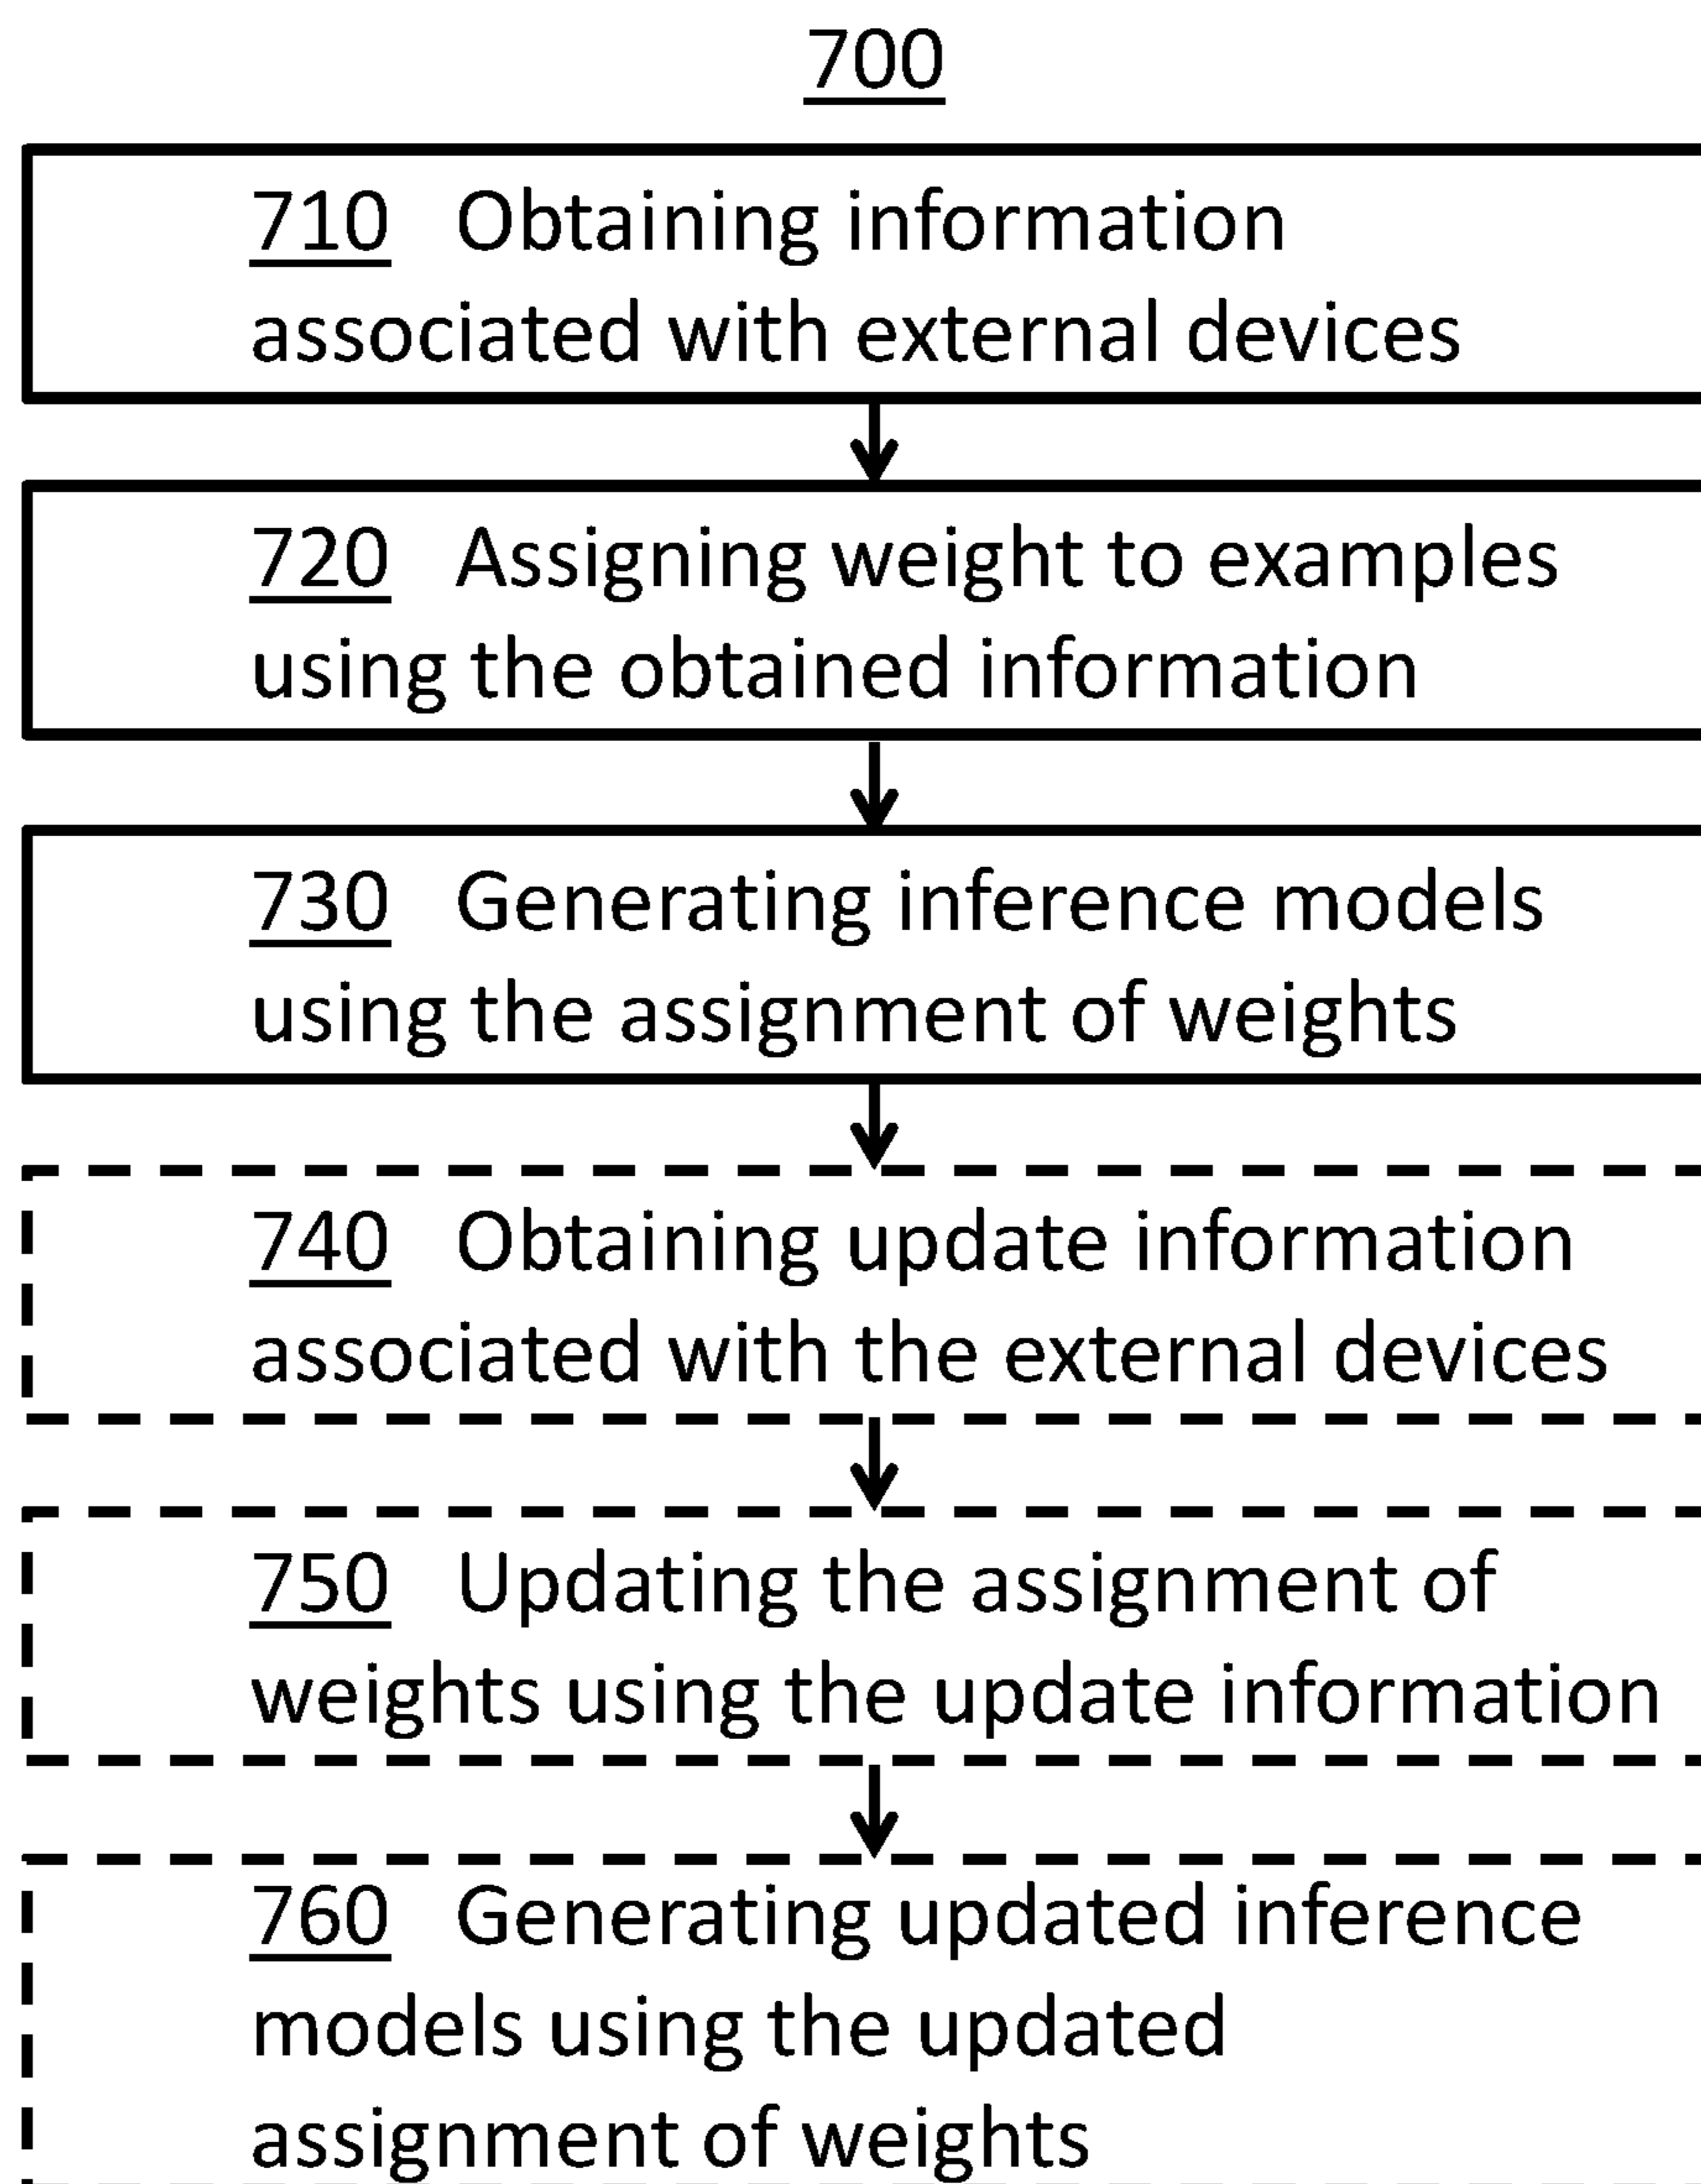 700
710 Obtaining information
associated with external devices
720 Assigning weight to examples
using the obtained information
730 Generating inference models
using the assignment of weights
740 Obtaining update information
associated with the external devices
750 Updating the assignment of
weights using the update information
760 Generating updated inference
models using the updated
assignment of weights